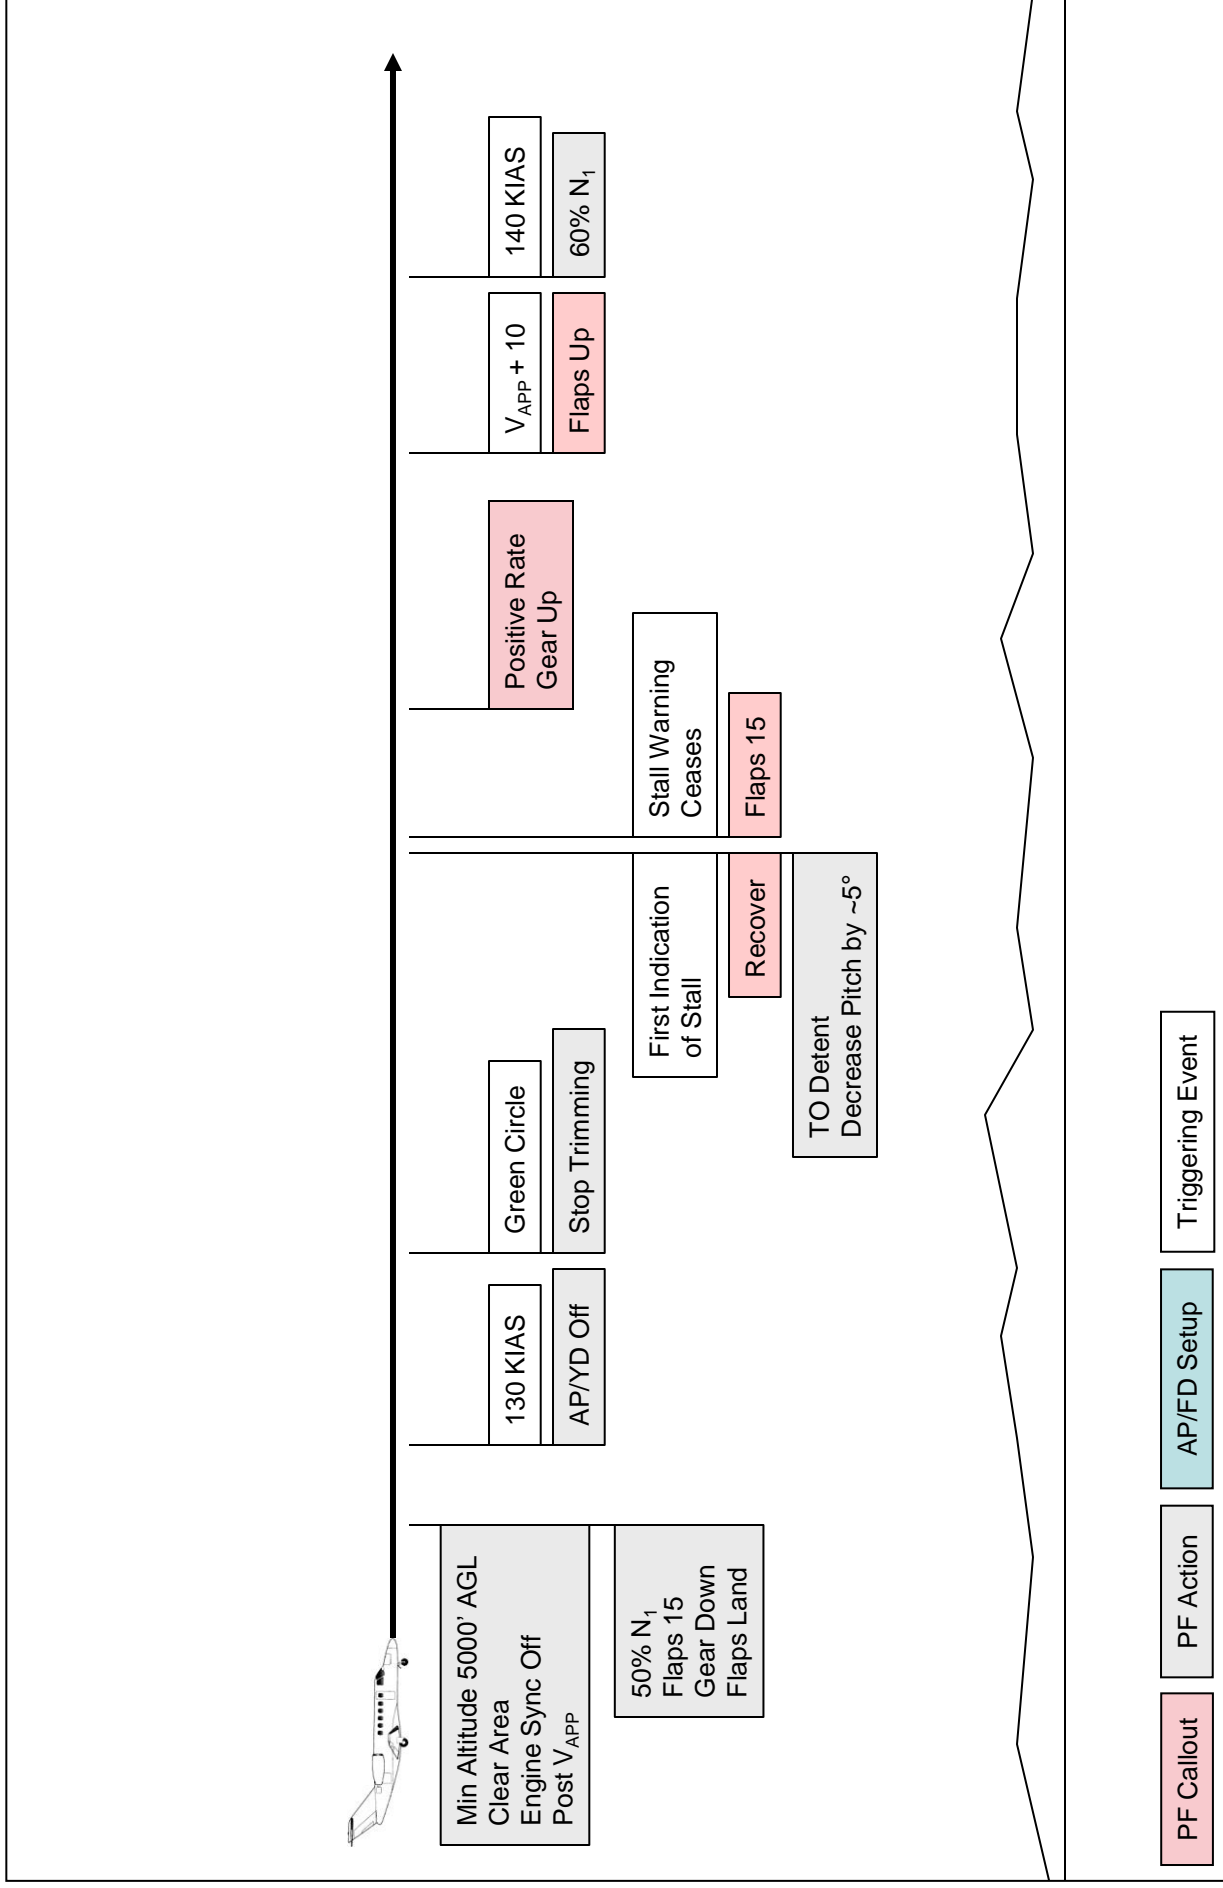 Min Altitude 5000’ AGL
Clear Area
Engine Sync Off
Post VAPP
50% N1
Flaps 15
Gear Down
Flaps Land
130 KIAS
AP/YD Off
Green Circle
Stop Trimming
First Indication
of Stall
Recover
TO Detent
Decrease Pitch by ~5°
Stall Warning
Ceases
Flaps 15
Positive Rate
Gear Up
VAPP + 10
Flaps Up
140 KIAS
60% N1
PF Callout
PF Action
AP/FD Setup
Triggering Event